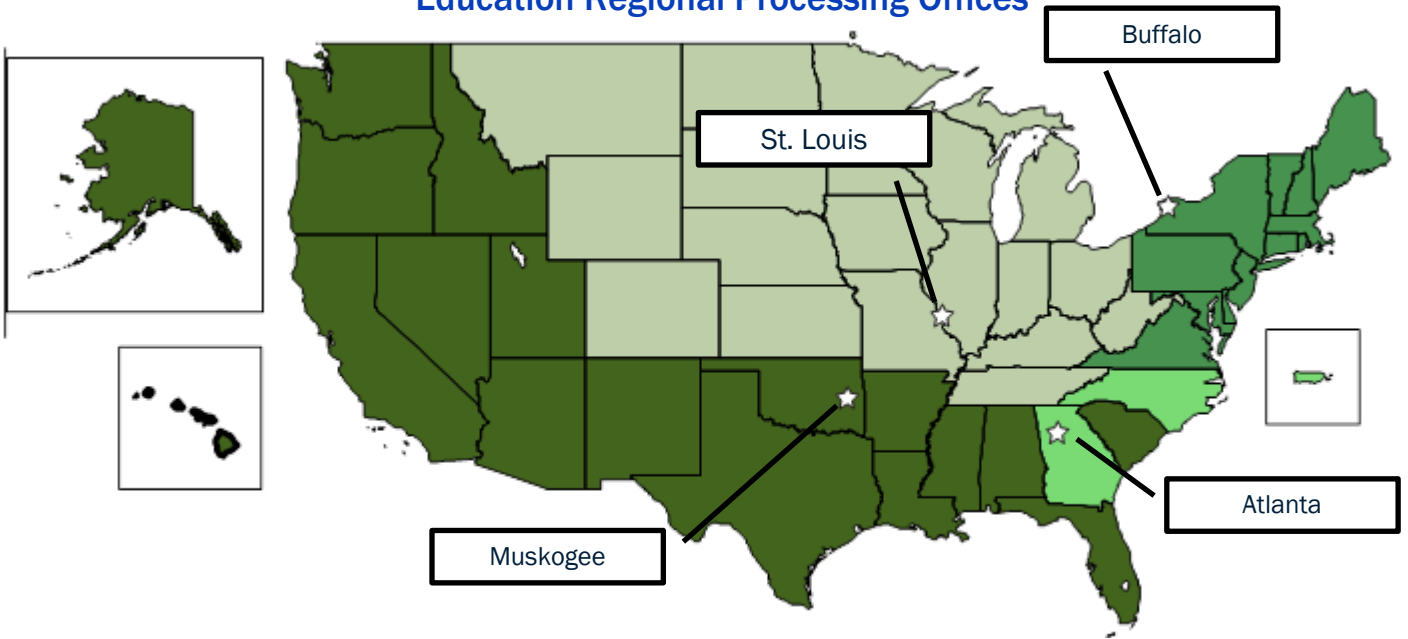 Education Regional Processing Offices
Buffalo
St. Louis
Atlanta
Muskogee